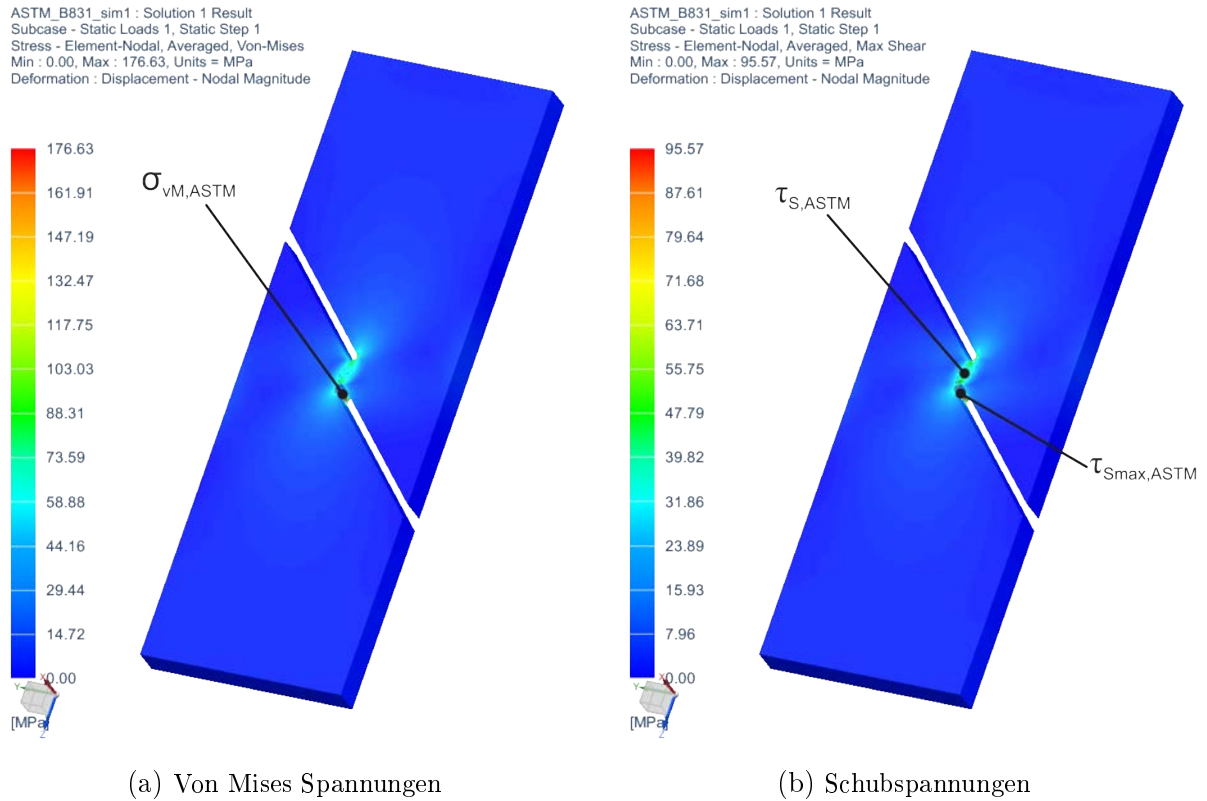 ASTM_B831_sim1 : Solution 1 Result
Subcase - Static Loads 1, Static Step 1
Stress - Element-Nodal, Averaged, Von-Mises
Min : 0.00, Max : 176.63, Units = MPa
Deformation : Displacement - Nodal Magnitude
176.63
161.91
147.19
132.47
117.75
103.03
88.31
73.59
58.88
44.16
29.44
14.72
0.00
[MPa]
X
Y
Z
σvM,ASTM
(a) Von Mises Spannungen
ASTM_B831_sim1 : Solution 1 Result
Subcase - Static Loads 1, Static Step 1
Stress - Element-Nodal, Averaged, Max Shear
Min : 0.00, Max : 95.57, Units = MPa
Deformation : Displacement - Nodal Magnitude
95.57
87.61
79.64
71.68
63.71
55.75
47.79
39.82
31.86
23.89
15.93
7.96
0.00
[MPa]
X
Y
Z
τS,ASTM
τSmax,ASTM
(b) Schubspannungen